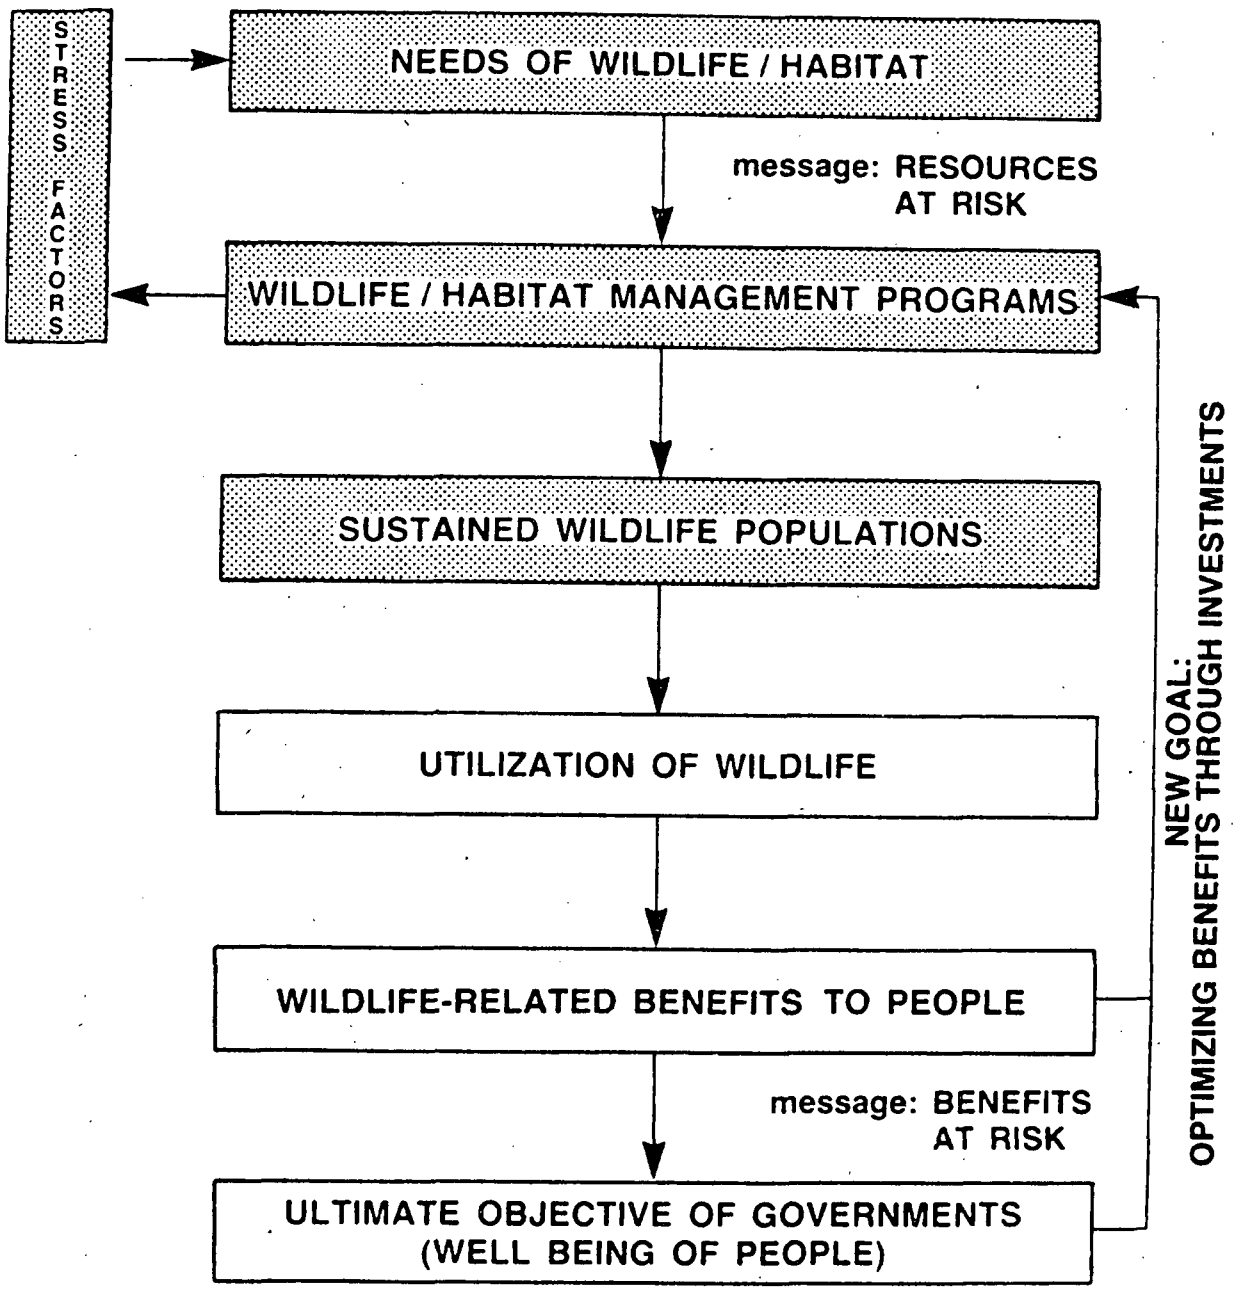 STRESS FACTORS
NEEDS OF WILDLIFE / HABITAT
message: RESOURCES
AT RISK
WILDLIFE / HABITAT MANAGEMENT PROGRAMS
SUSTAINED WILDLIFE POPULATIONS
UTILIZATION OF WILDLIFE
WILDLIFE-RELATED BENEFITS TO PEOPLE
message: BENEFITS
AT RISK
ULTIMATE OBJECTIVE OF GOVERNMENTS
(WELL BEING OF PEOPLE)
NEW GOAL:
OPTIMIZING BENEFITS THROUGH INVESTMENTS